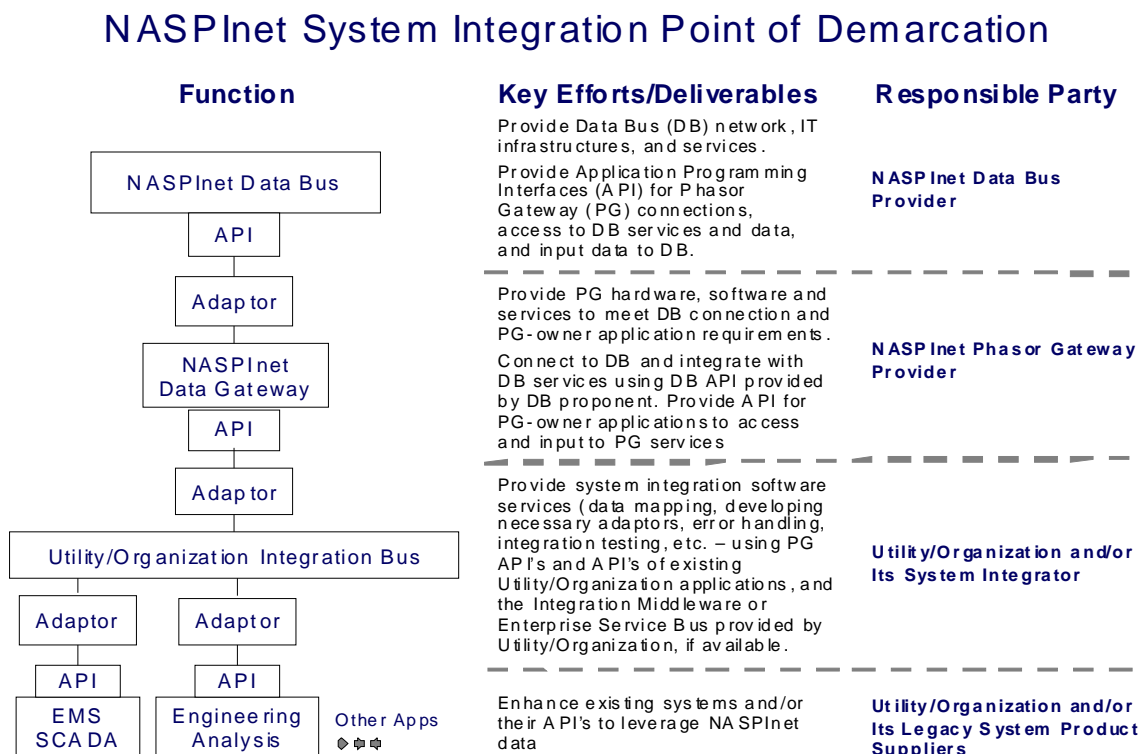 NASPInet System Integration Point of Demarcation
Function
Key Efforts/Deliverables
Responsible Party
NASPInet Data Bus
API
Adaptor
NASPInet
Data Gateway
API
Adaptor
Utility/Organization Integration Bus
Adaptor
Adaptor
API
API
EMS
SCADA
Engineering
Analysis
Other Apps
Provide Data Bus (DB) network, IT
infrastructure, and services.
Provide Application Programming
Interfaces (API) for Phasor
Gateway (PG) connections,
access to DB services and data,
and input data to DB.
NASPInet Data Bus
Provider
Provide PG hardware, software and
services to meet DB connection and
PG-owner application requirements.
Connect to DB and integrate with
DB services using DB API provided
by DB proponent. Provide API for
PG-owner applications to access
and input to PG services
NASPInet Phasor Gateway
Provider
Provide system integration software
services (data mapping, developing
necessary adaptors, error handling,
integration testing, etc. – using PG
API's and API's of existing
Utility/Organization applications, and
the Integration Middleware or
Enterprise Service Bus provided by
Utility/Organization, if available.
Utility/Organization and/or
Its System Integrator
Enhance existing systems and/or
their API's to leverage NASPInet
data
Utility/Organization and/or
Its Legacy System Product
Suppliers